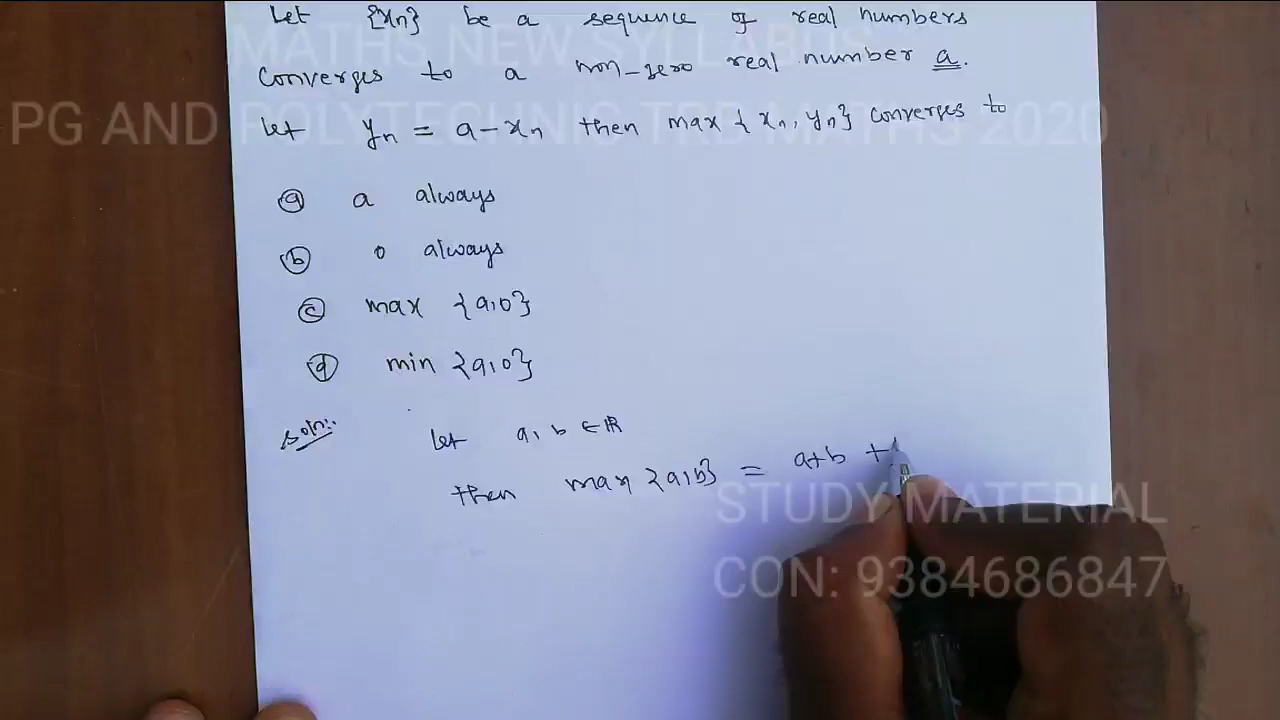 Let {xn} be a sequence of real numbers
MATHS NEW SYLLABUS
Converges to a non-zero real number a.
PG AND POLYTECHNIC TRB MATHS 2020
Let yn = a - xn then max {xn, yn} converges to
(a) a always
(b) 0 always
(c) max {a,0}
(d) min {a,0}
Soln:. Let a, b ∈ ℝ
then max {a,b} = a+b +
STUDY MATERIAL
CON: 9384686847